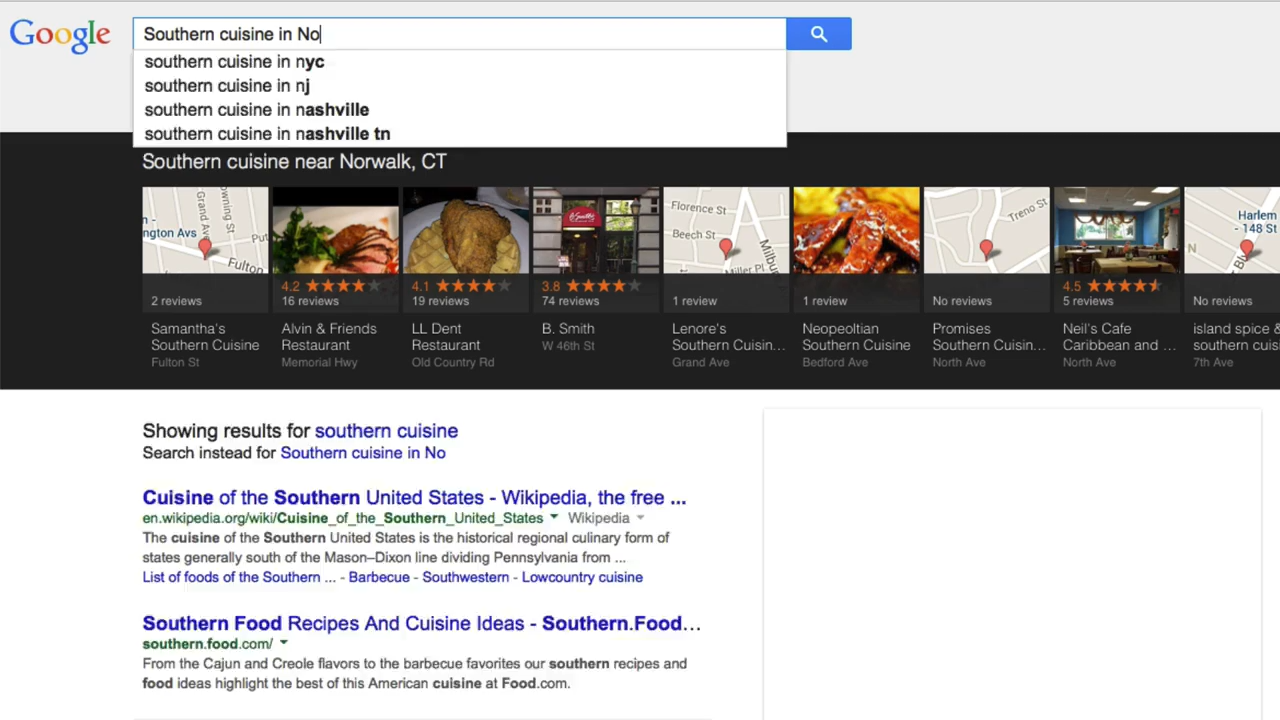 Google
Southern cuisine in No
southern cuisine in nyc
southern cuisine in nj
southern cuisine in nashville
southern cuisine in nashville tn
Southern cuisine near Norwalk, CT
2 reviews
Samantha's
Southern Cuisine
Fulton St
4.2
16 reviews
Alvin & Friends
Restaurant
Memorial Hwy
4.1
19 reviews
LL Dent
Restaurant
Old Country Rd
3.8
74 reviews
B. Smith
W 46th St
Florence St
Beech St
1 review
Lenore's
Southern Cuisin...
Grand Ave
1 review
Neopeoltian
Southern Cuisine
Bedford Ave
Treno St
No reviews
Promises
Southern Cuisin...
North Ave
4.5
5 reviews
Neil's Cafe
Caribbean and ...
North Ave
Harlem
- 148 St
No reviews
island spice &
southern cuis
7th Ave
Showing results for southern cuisine
Search instead for Southern cuisine in No
Cuisine of the Southern United States - Wikipedia, the free ...
en.wikipedia.org/wiki/Cuisine_of_the_Southern_United_States Wikipedia
The cuisine of the Southern United States is the historical regional culinary form of
states generally south of the Mason–Dixon line dividing Pennsylvania from ...
List of foods of the Southern ... - Barbecue - Southwestern - Lowcountry cuisine
Southern Food Recipes And Cuisine Ideas - Southern.Food...
southern.food.com/
From the Cajun and Creole flavors to the barbecue favorites our southern recipes and
food ideas highlight the best of this American cuisine at Food.com.